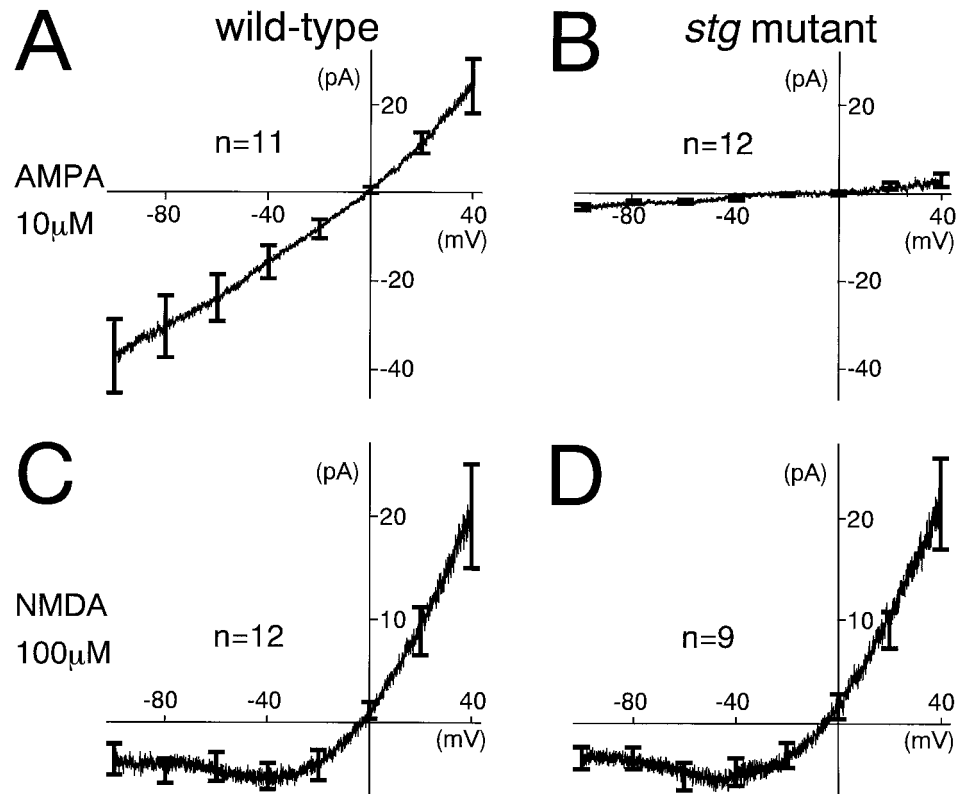 A wild-type
(pA)
20
n=11
AMPA
10μM
-80 -40 40
(mV)
-20
-40
B stg mutant
(pA)
20
n=12
-80 -40 40
(mV)
-20
-40
C
(pA)
20
NMDA
100μM
10
n=12
-80 -40 40
(mV)
D
(pA)
20
10
n=9
-80 -40 40
(mV)